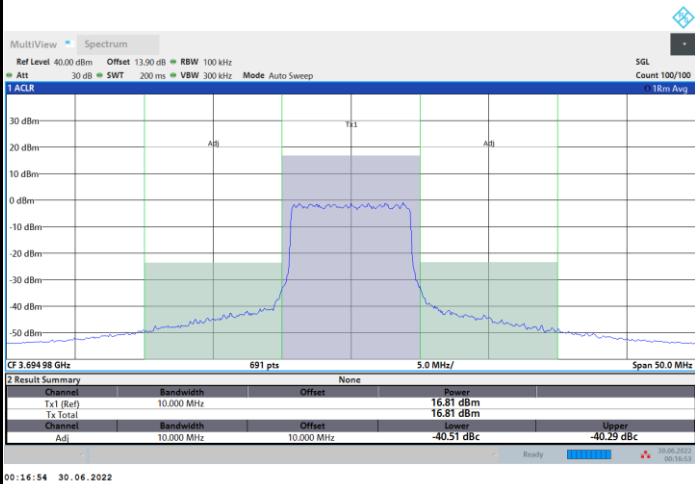 MultiView Spectrum
Ref Level 40.00 dBm Offset 13.90 dB RBW 100 kHz SGL
Att 30 dB SWT 200 ms VBW 300 kHz Mode Auto Sweep Count 100/100
1 ACLR 1Rm Avg
Tx1
Adj Adj
30 dBm
20 dBm
10 dBm
0 dBm
-10 dBm
-20 dBm
-30 dBm
-40 dBm
-50 dBm
CF 3.694 98 GHz 691 pts 5.0 MHz/ Span 50.0 MHz
2 Result Summary None
Channel Bandwidth Offset Power
Tx1 (Ref) 10.000 MHz 16.81 dBm
Tx Total 16.81 dBm
Channel Bandwidth Offset Lower Upper
Adj 10.000 MHz 10.000 MHz -40.51 dBc -40.29 dBc
Ready 30.06.2022
00:16:53
00:16:54 30.06.2022